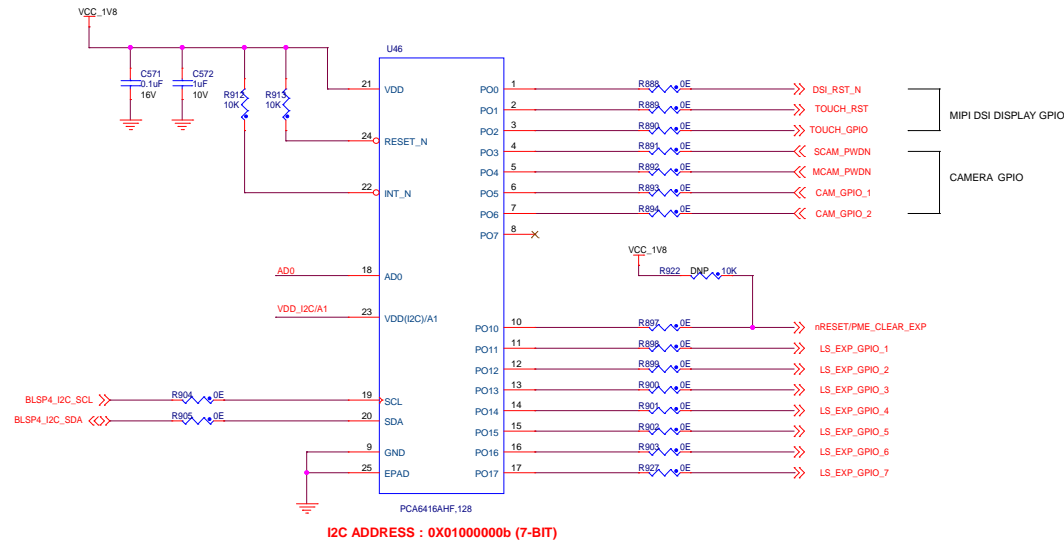 VCC_1V8
U46
C571
0.1uF
16V
C572
1uF
10V
R912
10K
R913
10K
21 VDD
24 RESET_N
22 INT_N
18 AD0
AD0
23 VDD(I2C)/A1
VDD_I2C/A1
BLSP4_I2C_SCL R904 0E 19 SCL
BLSP4_I2C_SDA R905 0E 20 SDA
9 GND
25 EPAD
PO0 1 R888 0E DSI_RST_N
PO1 2 R889 0E TOUCH_RST
PO2 3 R890 0E TOUCH_GPIO
MIPI DSI DISPLAY GPIO
PO3 4 R891 0E SCAM_PWDN
PO4 5 R892 0E MCAM_PWDN
PO5 6 R893 0E CAM_GPIO_1
PO6 7 R894 0E CAM_GPIO_2
CAMERA GPIO
PO7 8
VCC_1V8
R922 DNP 10K
PO10 10 R897 0E nRESET/PME_CLEAR_EXP
PO11 11 R898 0E LS_EXP_GPIO_1
PO12 12 R899 0E LS_EXP_GPIO_2
PO13 13 R900 0E LS_EXP_GPIO_3
PO14 14 R901 0E LS_EXP_GPIO_4
PO15 15 R902 0E LS_EXP_GPIO_5
PO16 16 R903 0E LS_EXP_GPIO_6
PO17 17 R927 0E LS_EXP_GPIO_7
PCA6416AHF,128
I2C ADDRESS : 0X01000000b (7-BIT)